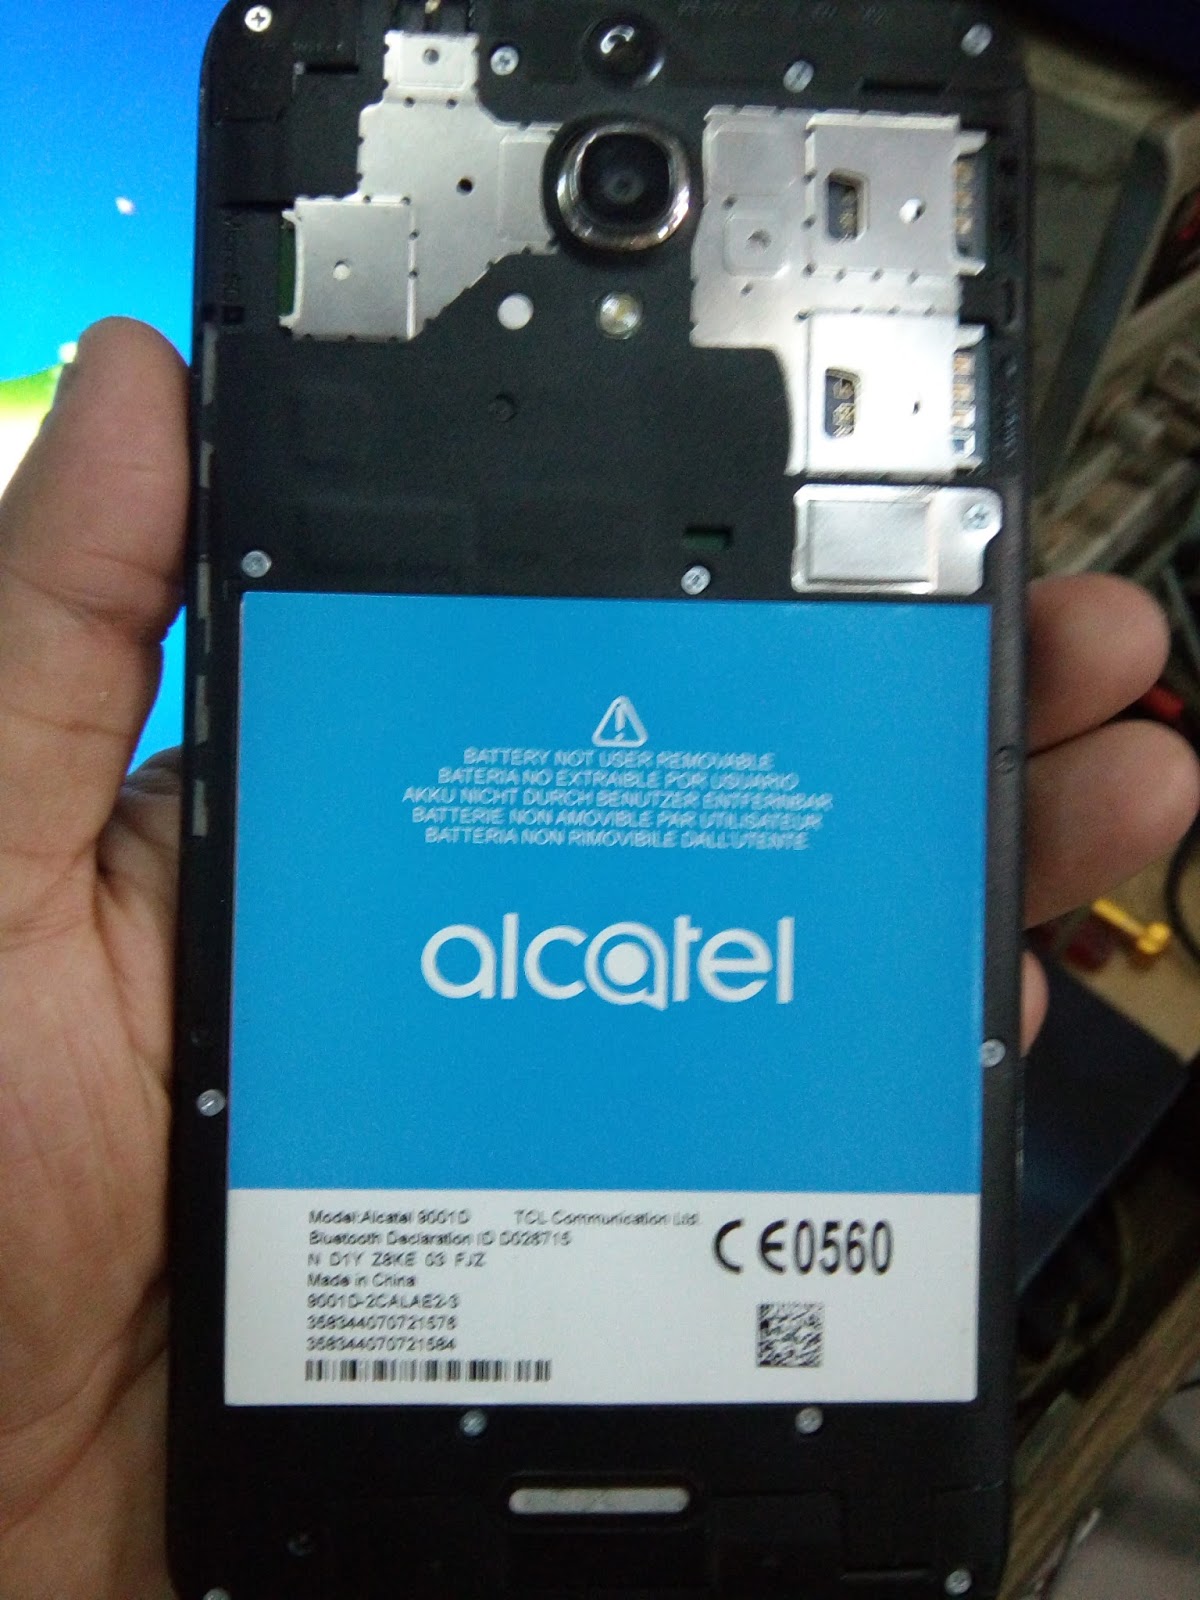 BATTERY NOT USER REMOVABLE
BATERIA NO EXTRAIBLE POR USUARIO
AKKU NICHT DURCH BENUTZER ENTFERNBAR
BATTERIE NON AMOVIBLE PAR UTILISATEUR
BATTERIA NON RIMOVIBILE DALL'UTENTE
alcatel
Model:Alcatel 9001D TCL Communication Ltd.
Bluetooth Declaration ID D028715
N D1Y Z8KE 03 FJZ
Made in China
9001D-2CALAE2-3
358344070721576
358344070721584
CE0560